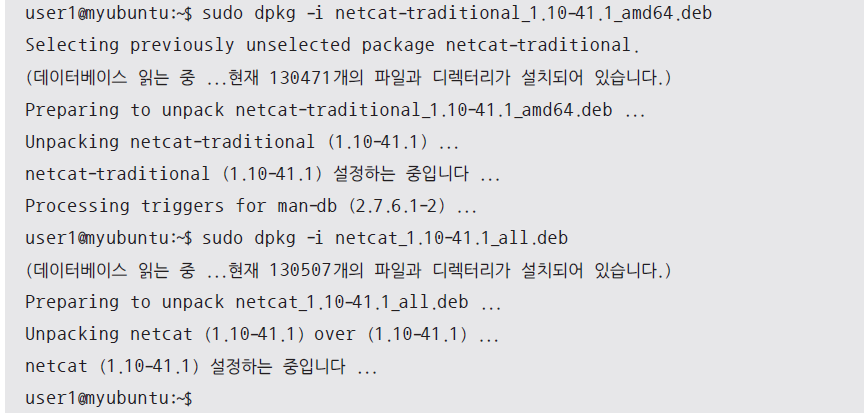 user1@myubuntu:~$ sudo dpkg -i netcat-traditional_1.10-41.1_amd64.deb
Selecting previously unselected package netcat-traditional.
(데이터베이스 읽는 중 ...현재 130471개의 파일과 디렉터리가 설치되어 있습니다.)
Preparing to unpack netcat-traditional_1.10-41.1_amd64.deb ...
Unpacking netcat-traditional (1.10-41.1) ...
netcat-traditional (1.10-41.1) 설정하는 중입니다 ...
Processing triggers for man-db (2.7.6.1-2) ...
user1@myubuntu:~$ sudo dpkg -i netcat_1.10-41.1_all.deb
(데이터베이스 읽는 중 ...현재 130507개의 파일과 디렉터리가 설치되어 있습니다.)
Preparing to unpack netcat_1.10-41.1_all.deb ...
Unpacking netcat (1.10-41.1) over (1.10-41.1) ...
netcat (1.10-41.1) 설정하는 중입니다 ...
user1@myubuntu:~$